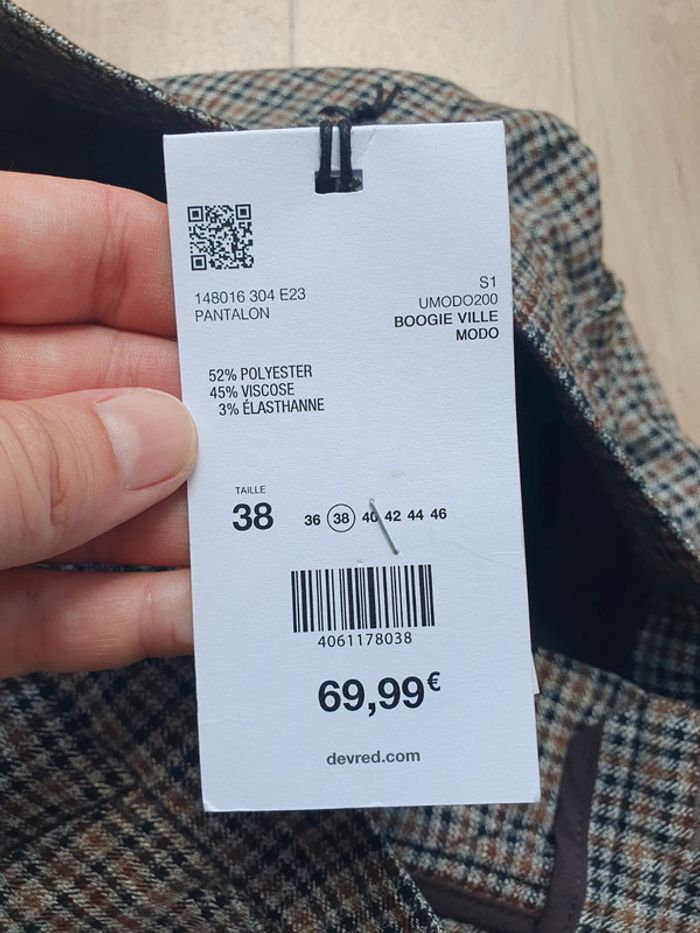 148016 304 E23
PANTALON
S1
UMODO200
BOOGIE VILLE
MODO
52% POLYESTER
45% VISCOSE
3% ÉLASTHANNE
TAILLE
38
36 38 40 42 44 46
4061178038
69,99€
devred.com